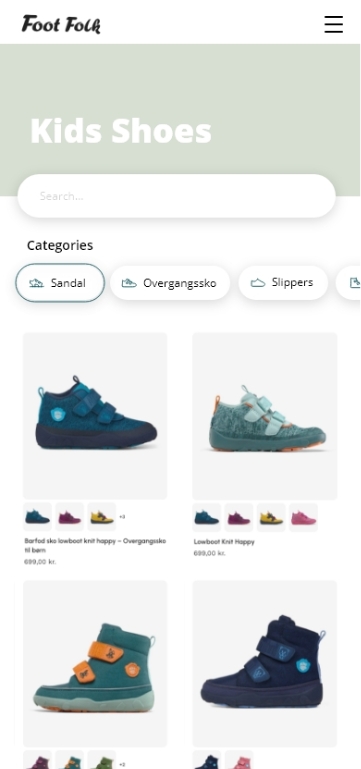 Foot Folk
Kids Shoes
Search...
Categories
Sandal
Overgangssko
Slippers
+3
Barfod sko lowboot knit happy – Overgangssko
til børn
699,00 kr.
Lowboot Knit Happy
699,00 kr.